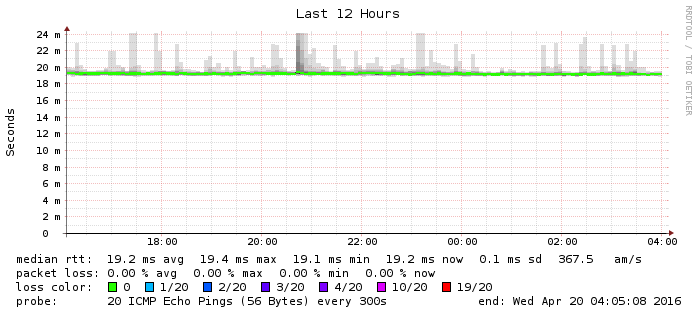 Last 12 Hours
RRDTOOL / TOBI OETIKER
Seconds
24 m
22 m
20 m
18 m
16 m
14 m
12 m
10 m
8 m
6 m
4 m
2 m
0
18:00 20:00 22:00 00:00 02:00 04:00
median rtt: 19.2 ms avg 19.4 ms max 19.1 ms min 19.2 ms now 0.1 ms sd 367.5 am/s
packet loss: 0.00 % avg 0.00 % max 0.00 % min 0.00 % now
loss color: 0 1/20 2/20 3/20 4/20 10/20 19/20
probe: 20 ICMP Echo Pings (56 Bytes) every 300s end: Wed Apr 20 04:05:08 2016